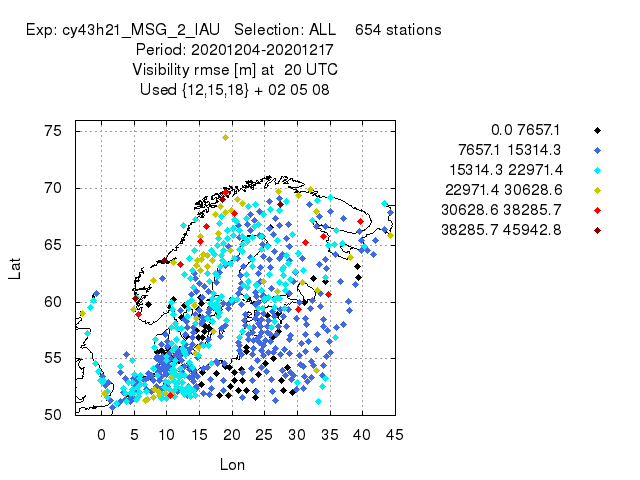 Exp: cy43h21_MSG_2_IAU Selection: ALL 654 stations
Period: 20201204-20201217
Visibility rmse [m] at 20 UTC
Used {12,15,18} + 02 05 08
0.0 7657.1
7657.1 15314.3
15314.3 22971.4
22971.4 30628.6
30628.6 38285.7
38285.7 45942.8
75
70
65
60
55
50
Lat
0 5 10 15 20 25 30 35 40 45
Lon